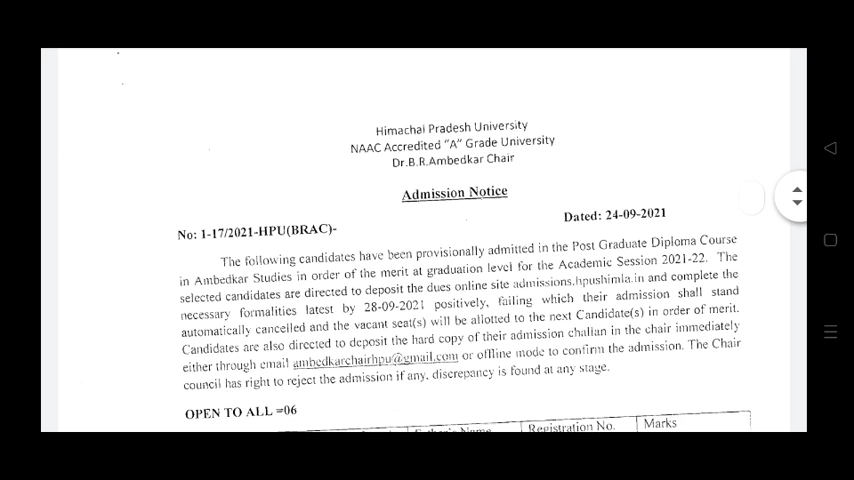 Himachal Pradesh University
NAAC Accredited "A" Grade University
Dr.B.R.Ambedkar Chair
Admission Notice
No: 1-17/2021-HPU(BRAC)-
Dated: 24-09-2021
The following candidates have been provisionally admitted in the Post Graduate Diploma Course
in Ambedkar Studies in order of the merit at graduation level for the Academic Session 2021-22. The
selected candidates are directed to deposit the dues online site admissions.hpushimla.in and complete the
necessary formalities latest by 28-09-2021 positively, failing which their admission shall stand
automatically cancelled and the vacant seat(s) will be allotted to the next Candidate(s) in order of merit.
Candidates are also directed to deposit the hard copy of their admission challan in the chair immediately
either through email ambedkarchairhpu@gmail.com or offline mode to confirm the admission. The Chair
council has right to reject the admission if any, discrepancy is found at any stage.
OPEN TO ALL =06
Name Registration No. Marks